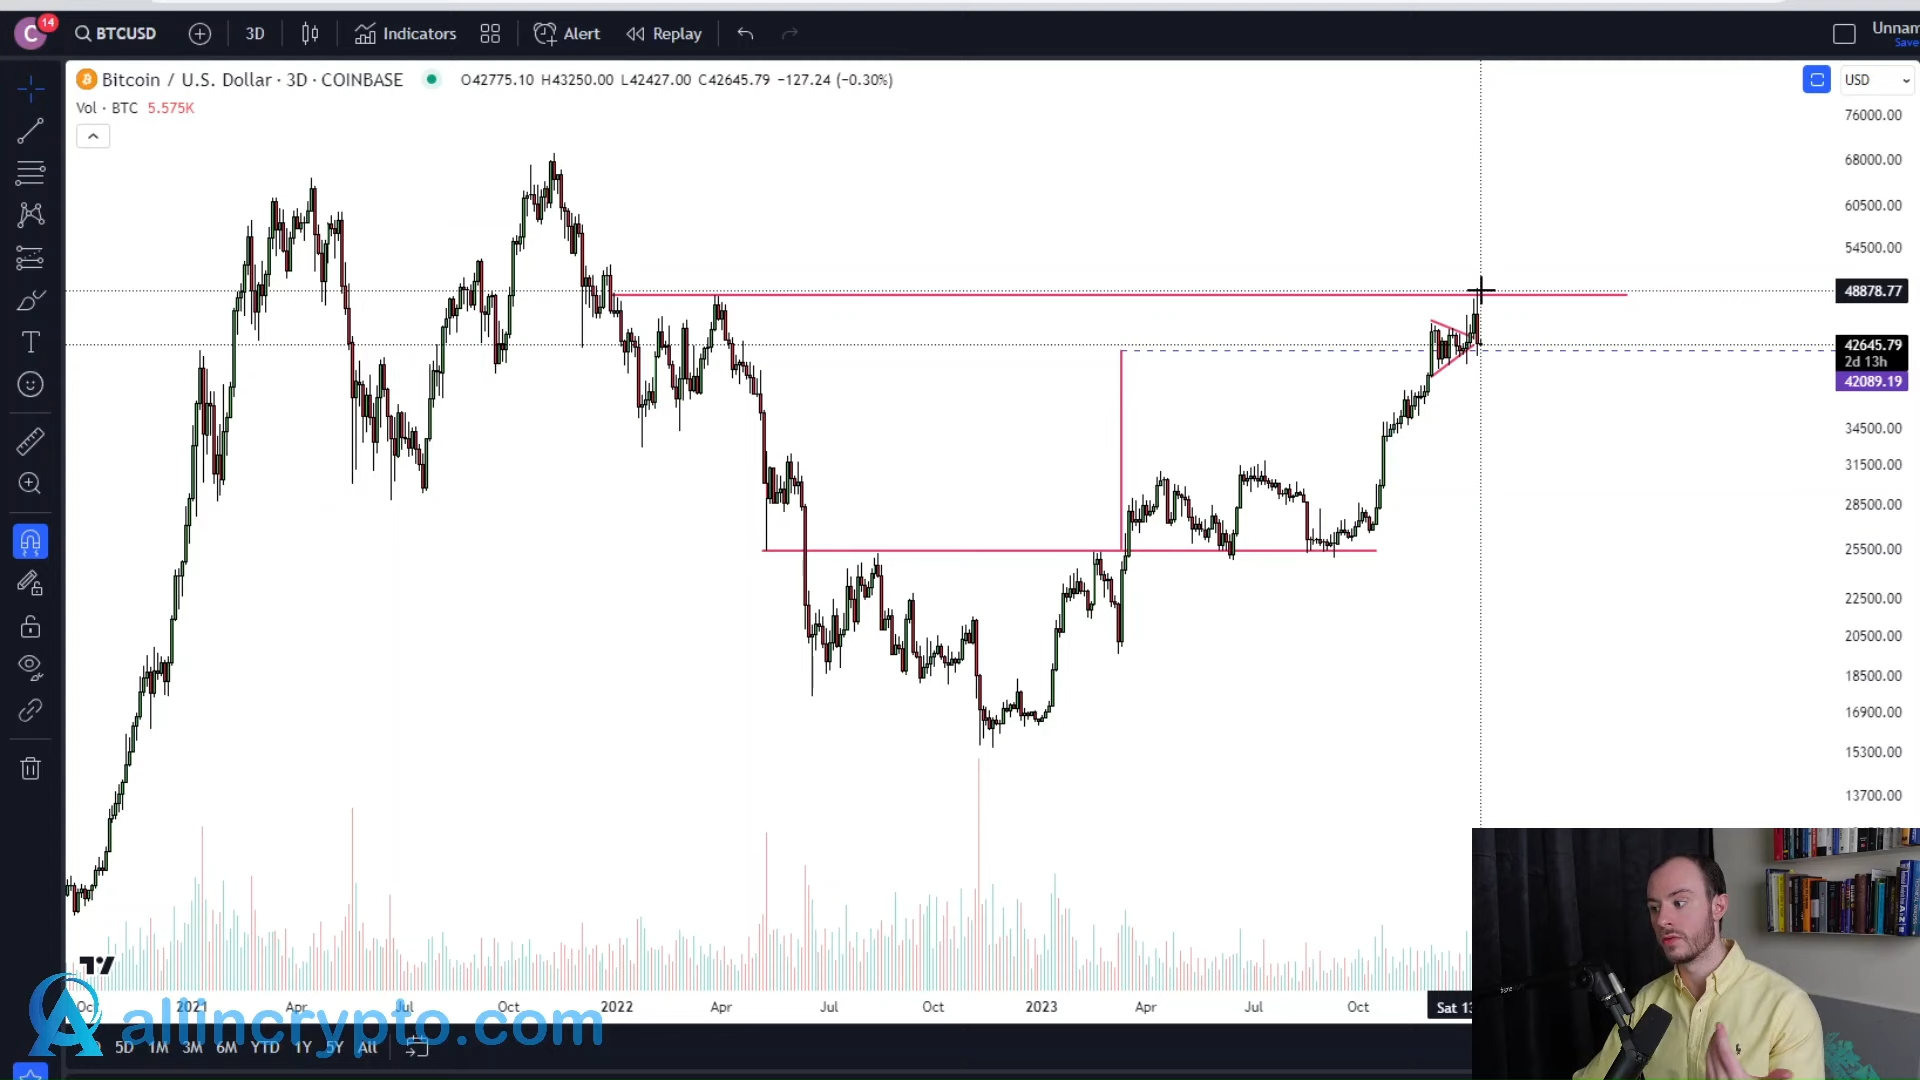 C 14 BTCUSD 3D Indicators Alert Replay Unnam
Save
Bitcoin / U.S. Dollar · 3D · COINBASE O42775.10 H43250.00 L42427.00 C42645.79 −127.24 (−0.30%) USD
Vol · BTC 5.575K
76000.00
68000.00
60500.00
54500.00
48878.77
42645.79
2d 13h
42089.19
34500.00
31500.00
28500.00
25500.00
22500.00
20500.00
18500.00
16900.00
15300.00
13700.00
Oct 2021 Apr Jul Oct 2022 Apr Jul Oct 2023 Apr Jul Oct Sat 13
allincrypto.com
5D 1M 3M 6M YTD 1Y 5Y All